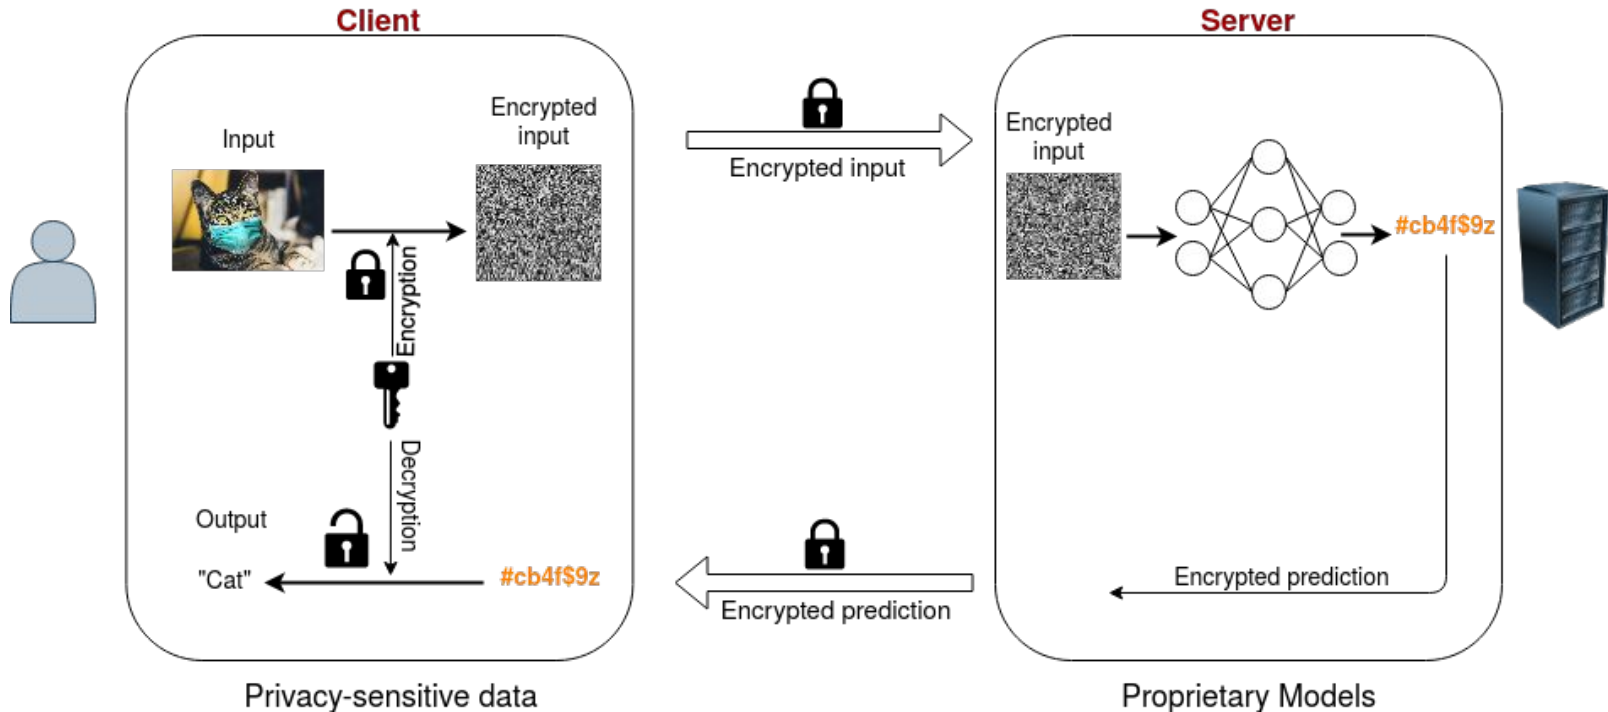 Client
Server
Input
Encrypted
input
Encryption
Decryption
Output
"Cat"
#cb4f$9z
Encrypted input
Encrypted prediction
Encrypted
input
#cb4f$9z
Encrypted prediction
Privacy-sensitive data
Proprietary Models